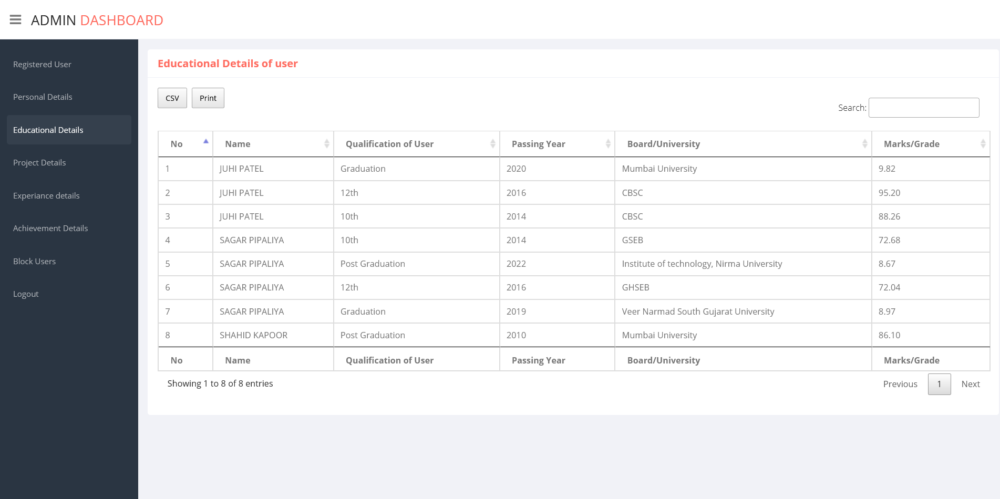 ADMIN DASHBOARD
Registered User
Personal Details
Educational Details
Project Details
Experiance details
Achievement Details
Block Users
Logout
Educational Details of user
CSV Print
Search:
No Name Qualification of User Passing Year Board/University Marks/Grade
1 JUHI PATEL Graduation 2020 Mumbai University 9.82
2 JUHI PATEL 12th 2016 CBSC 95.20
3 JUHI PATEL 10th 2014 CBSC 88.26
4 SAGAR PIPALIYA 10th 2014 GSEB 72.68
5 SAGAR PIPALIYA Post Graduation 2022 Institute of technology, Nirma University 8.67
6 SAGAR PIPALIYA 12th 2016 GHSEB 72.04
7 SAGAR PIPALIYA Graduation 2019 Veer Narmad South Gujarat University 8.97
8 SHAHID KAPOOR Post Graduation 2010 Mumbai University 86.10
No Name Qualification of User Passing Year Board/University Marks/Grade
Showing 1 to 8 of 8 entries
Previous 1 Next